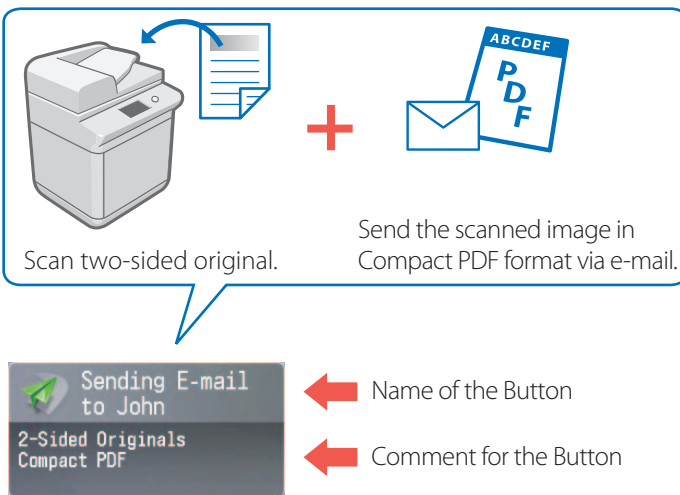 ABCDEF
PDF
Scan two-sided original.
Send the scanned image in
Compact PDF format via e-mail.
Sending E-mail
to John
Name of the Button
2-Sided Originals
Compact PDF
Comment for the Button